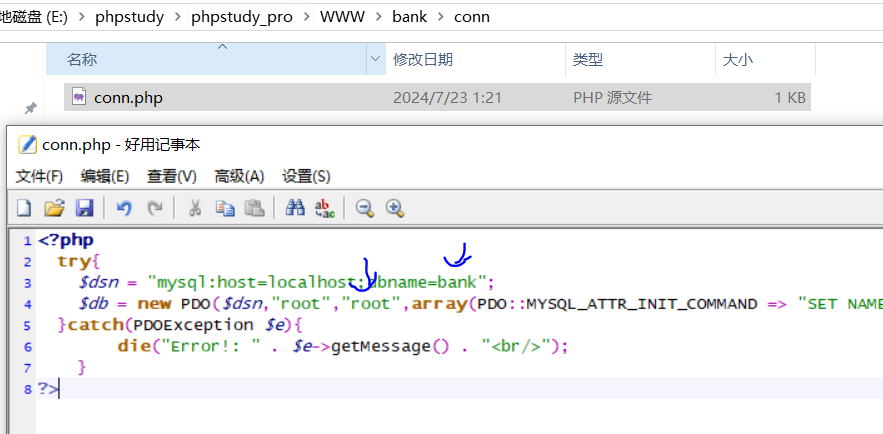 地磁盘 (E:) > phpstudy > phpstudy_pro > WWW > bank > conn
名称 修改日期 类型 大小
conn.php 2024/7/23 1:21 PHP 源文件 1 KB
conn.php - 好用记事本
文件(F) 编辑(E) 查看(V) 高级(A) 设置(S)
1 <?php
2 try{
3 $dsn = "mysql:host=localhost;dbname=bank";
4 $db = new PDO($dsn,"root","root",array(PDO::MYSQL_ATTR_INIT_COMMAND => "SET NAME
5 }catch(PDOException $e){
6 die("Error!: " . $e->getMessage() . "<br/>");
7 }
8 ?>